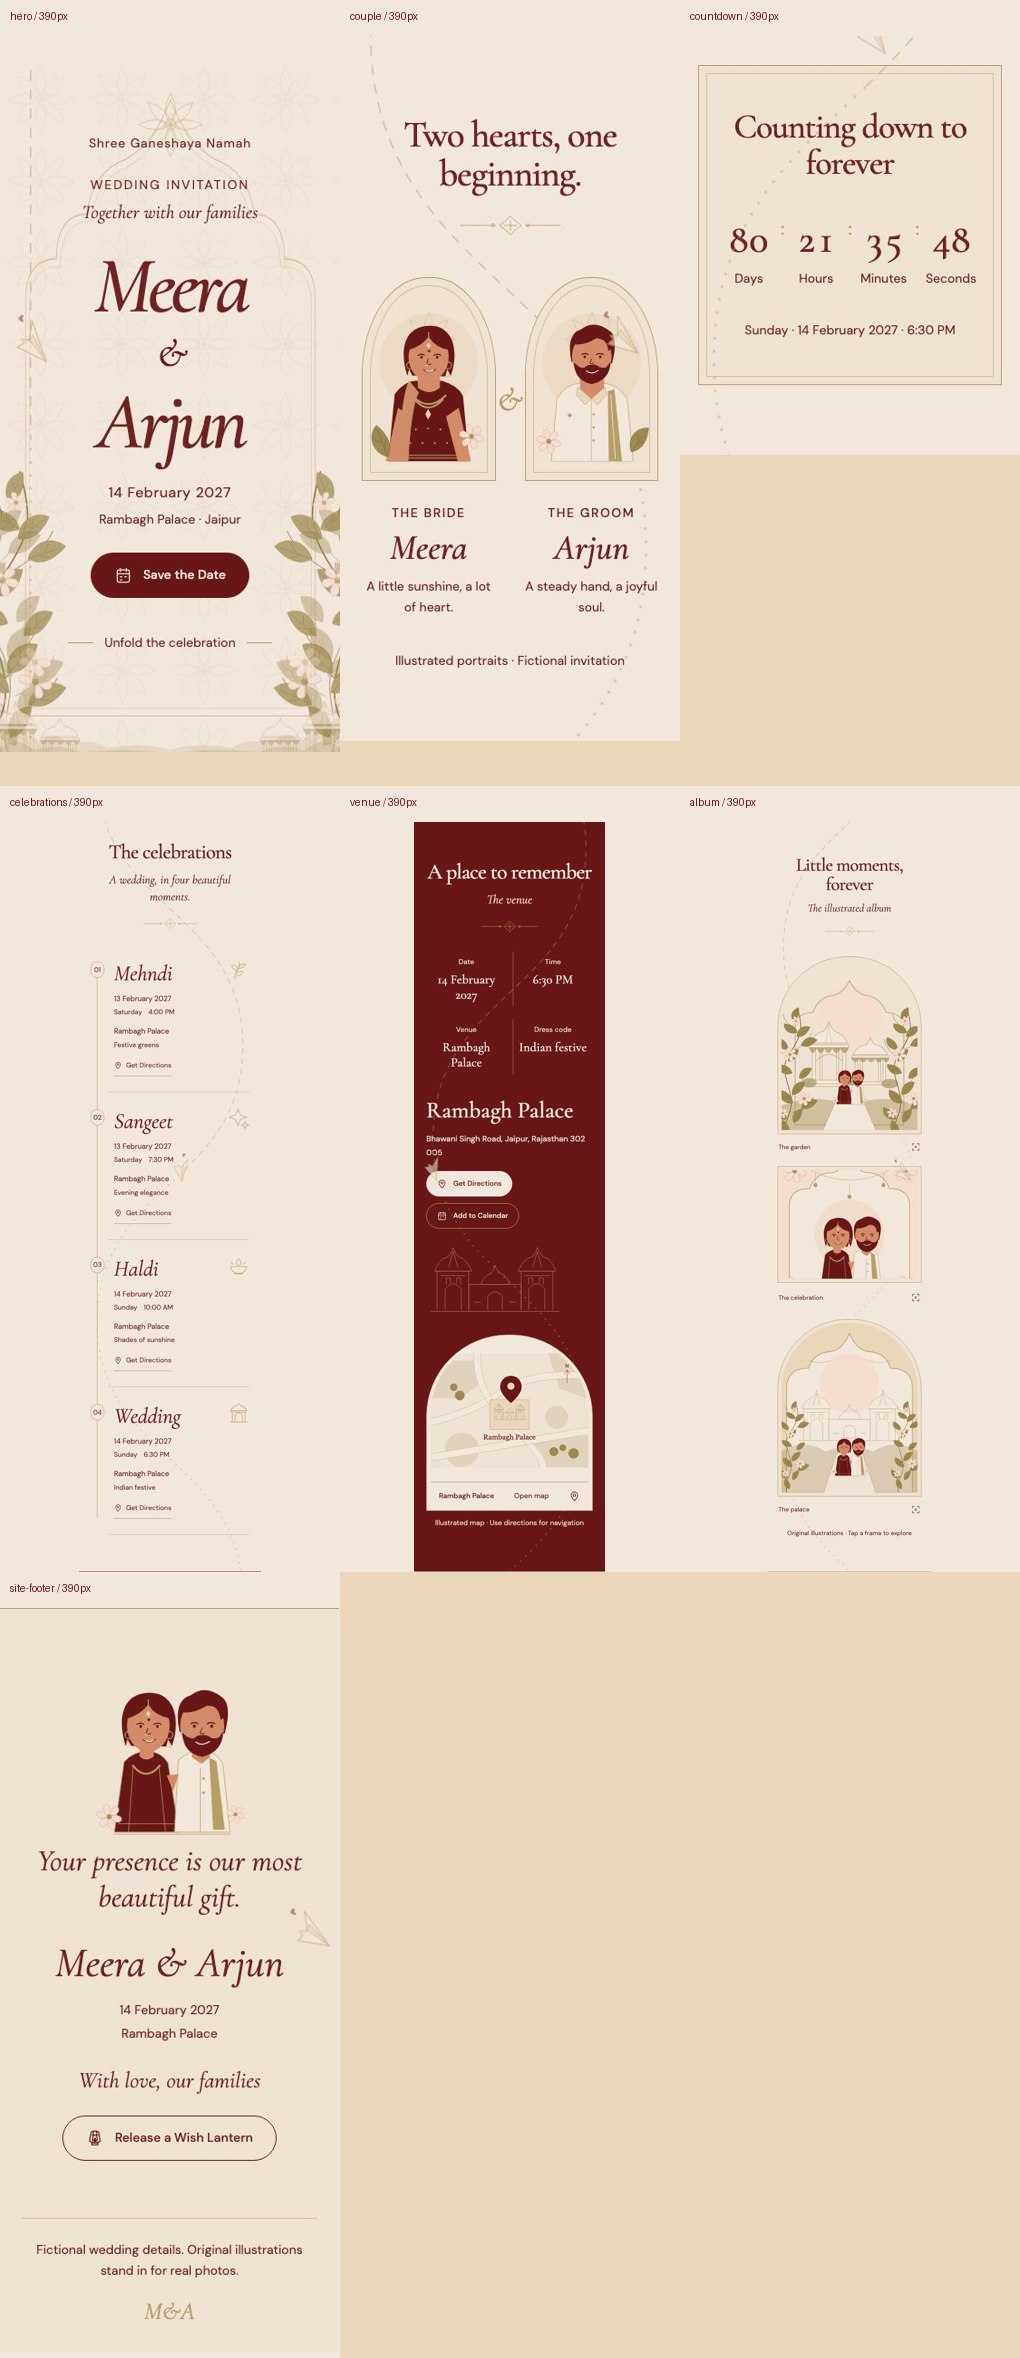 hero / 390px
Shree Ganeshaya Namah
WEDDING INVITATION
Together with our families
Meera
&
Arjun
14 February 2027
Rambagh Palace · Jaipur
Save the Date
Unfold the celebration
couple / 390px
Two hearts, one
beginning.
&
THE BRIDE
Meera
A little sunshine, a lot
of heart.
THE GROOM
Arjun
A steady hand, a joyful
soul.
Illustrated portraits · Fictional invitation
countdown / 390px
Counting down to
forever
80 : 21 : 35 : 48
Days Hours Minutes Seconds
Sunday · 14 February 2027 · 6:30 PM
celebrations / 390px
The celebrations
A wedding, in four beautiful
moments.
01
Mehndi
13 February 2027
Saturday 4:00 PM
Rambagh Palace
Festive greens
Get Directions
02
Sangeet
13 February 2027
Saturday 7:30 PM
Rambagh Palace
Evening elegance
Get Directions
03
Haldi
14 February 2027
Sunday 10:00 AM
Rambagh Palace
Shades of sunshine
Get Directions
04
Wedding
14 February 2027
Sunday 6:30 PM
Rambagh Palace
Indian festive
Get Directions
venue / 390px
A place to remember
The venue
Date
14 February
2027
Time
6:30 PM
Venue
Rambagh
Palace
Dress code
Indian festive
Rambagh Palace
Bhawani Singh Road, Jaipur, Rajasthan 302
005
Get Directions
Add to Calendar
N
Rambagh Palace
Rambagh Palace Open map
Illustrated map · Use directions for navigation
album / 390px
Little moments,
forever
The illustrated album
The garden
The celebration
The palace
Original illustrations · Tap a frame to explore
site-footer / 390px
Your presence is our most
beautiful gift.
Meera & Arjun
14 February 2027
Rambagh Palace
With love, our families
Release a Wish Lantern
Fictional wedding details. Original illustrations
stand in for real photos.
M&A